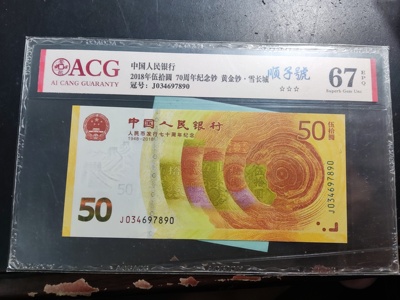 ACG
AI CANG GUARANTY
中国人民银行
2018年伍拾圆 70周年纪念钞 黄金钞·雪长城
冠号: J034697890
順子號
☆☆☆
67
Superb Gem Unc
中国人民银行
人民币发行七十周年纪念
1948-2018
50
伍拾圆
J034697890
50
J034697890